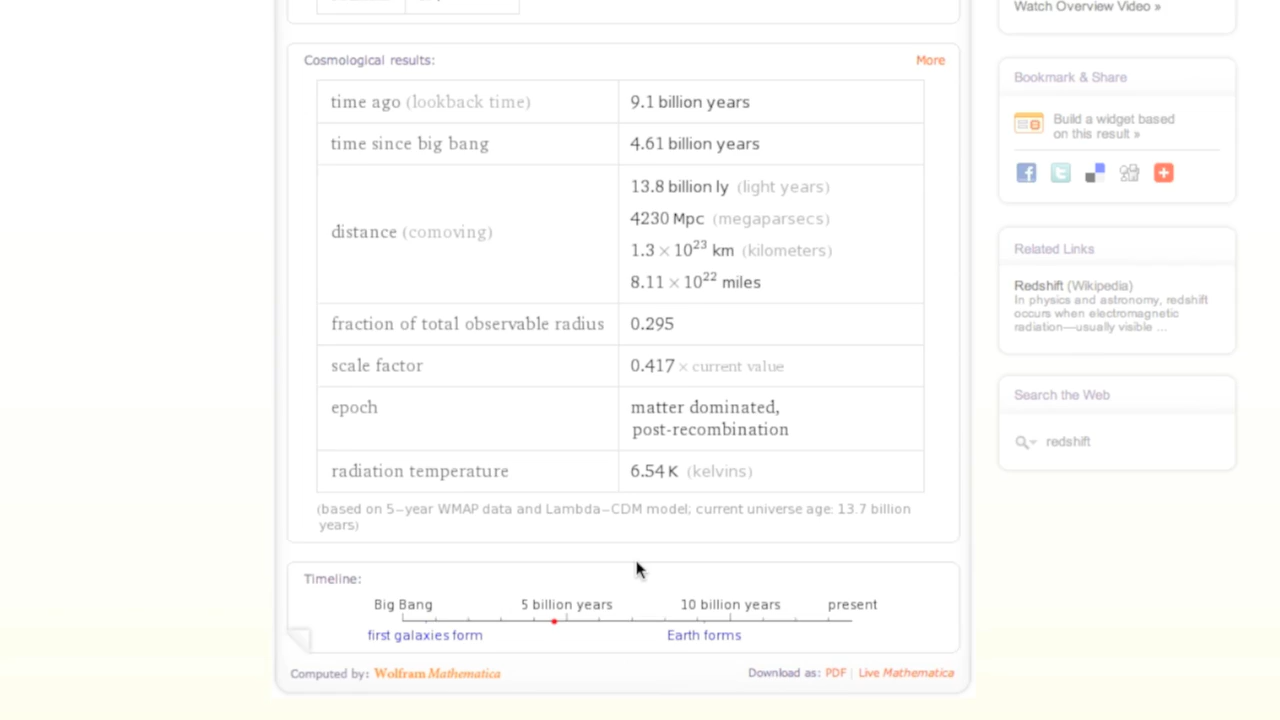 Watch Overview Video »
Cosmological results:
More
time ago (lookback time)
9.1 billion years
time since big bang
4.61 billion years
distance (comoving)
13.8 billion ly (light years)
4230 Mpc (megaparsecs)
1.3 × 10^23 km (kilometers)
8.11 × 10^22 miles
fraction of total observable radius
0.295
scale factor
0.417 × current value
epoch
matter dominated,
post-recombination
radiation temperature
6.54 K (kelvins)
(based on 5-year WMAP data and Lambda-CDM model; current universe age: 13.7 billion
years)
Timeline:
Big Bang 5 billion years 10 billion years present
first galaxies form Earth forms
Computed by: Wolfram Mathematica
Download as: PDF | Live Mathematica
Bookmark & Share
Build a widget based
on this result »
Related Links
Redshift (Wikipedia)
In physics and astronomy, redshift
occurs when electromagnetic
radiation—usually visible ...
Search the Web
redshift